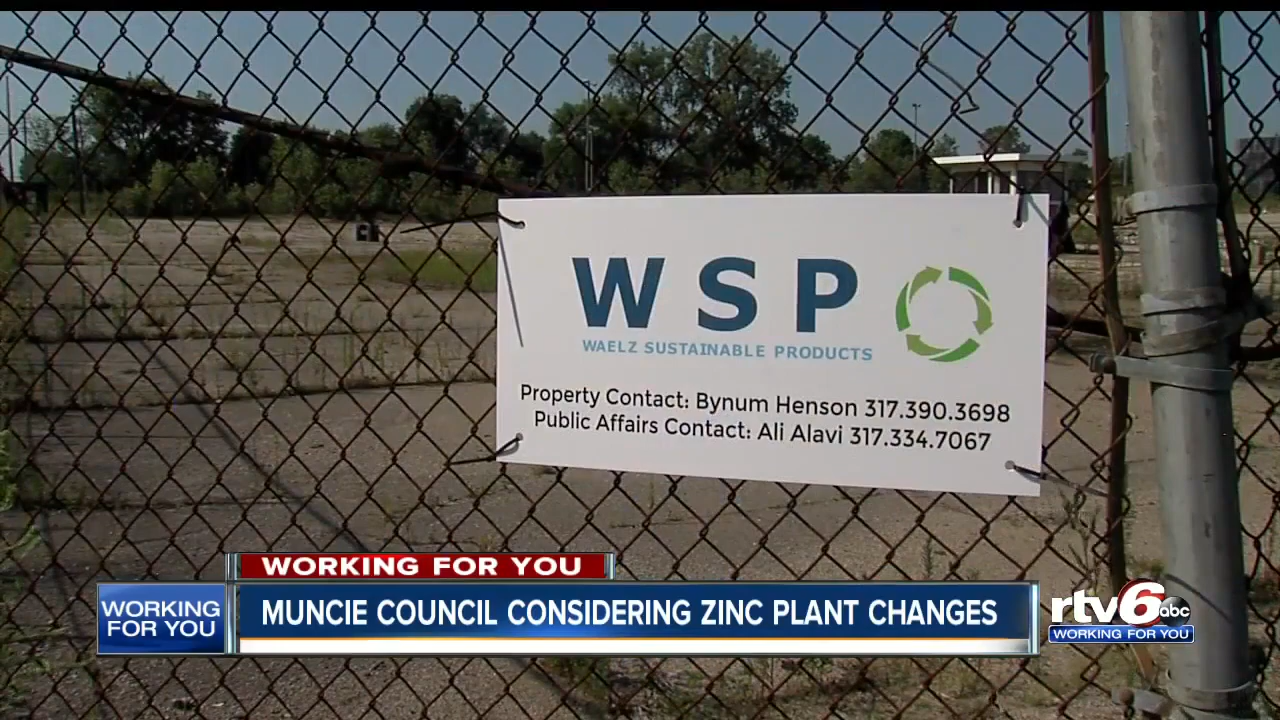 WSP
WAELZ SUSTAINABLE PRODUCTS
Property Contact: Bynum Henson 317.390.3698
Public Affairs Contact: Ali Alavi 317.334.7067
WORKING FOR YOU
WORKING
FOR YOU
MUNCIE COUNCIL CONSIDERING ZINC PLANT CHANGES
rtv6 abc
WORKING FOR YOU